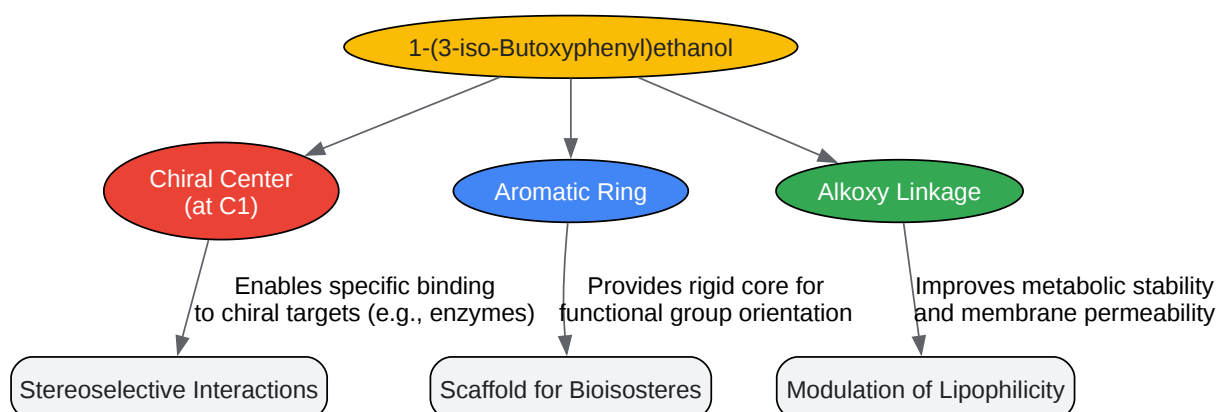 1-(3-iso-Butoxyphenyl)ethanol
Chiral Center
(at C1)
Aromatic Ring
Alkoxy Linkage
Enables specific binding
to chiral targets (e.g., enzymes)
Provides rigid core for
functional group orientation
Improves metabolic stability
and membrane permeability
Stereoselective Interactions
Scaffold for Bioisosteres
Modulation of Lipophilicity